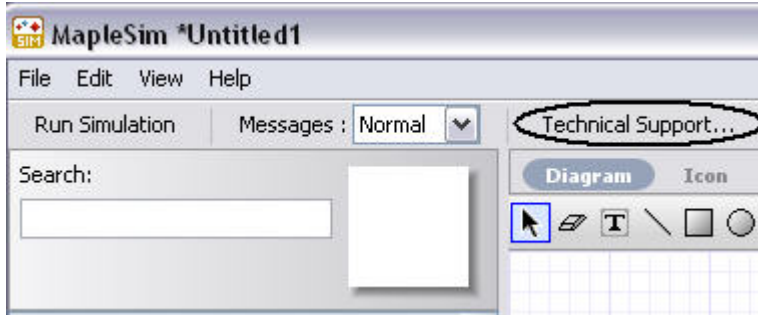 MapleSim *Untitled1
File Edit View Help
Run Simulation Messages : Normal Technical Support...
Search:
Diagram Icon
T